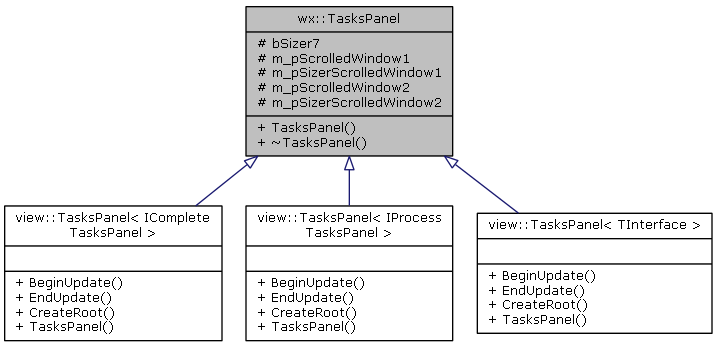 wx::TasksPanel
# bSizer7
# m_pScrolledWindow1
# m_pSizerScrolledWindow1
# m_pScrolledWindow2
# m_pSizerScrolledWindow2
+ TasksPanel()
+ ~TasksPanel()
view::TasksPanel< IComplete
TasksPanel >
+ BeginUpdate()
+ EndUpdate()
+ CreateRoot()
+ TasksPanel()
view::TasksPanel< IProcess
TasksPanel >
+ BeginUpdate()
+ EndUpdate()
+ CreateRoot()
+ TasksPanel()
view::TasksPanel< TInterface >
+ BeginUpdate()
+ EndUpdate()
+ CreateRoot()
+ TasksPanel()